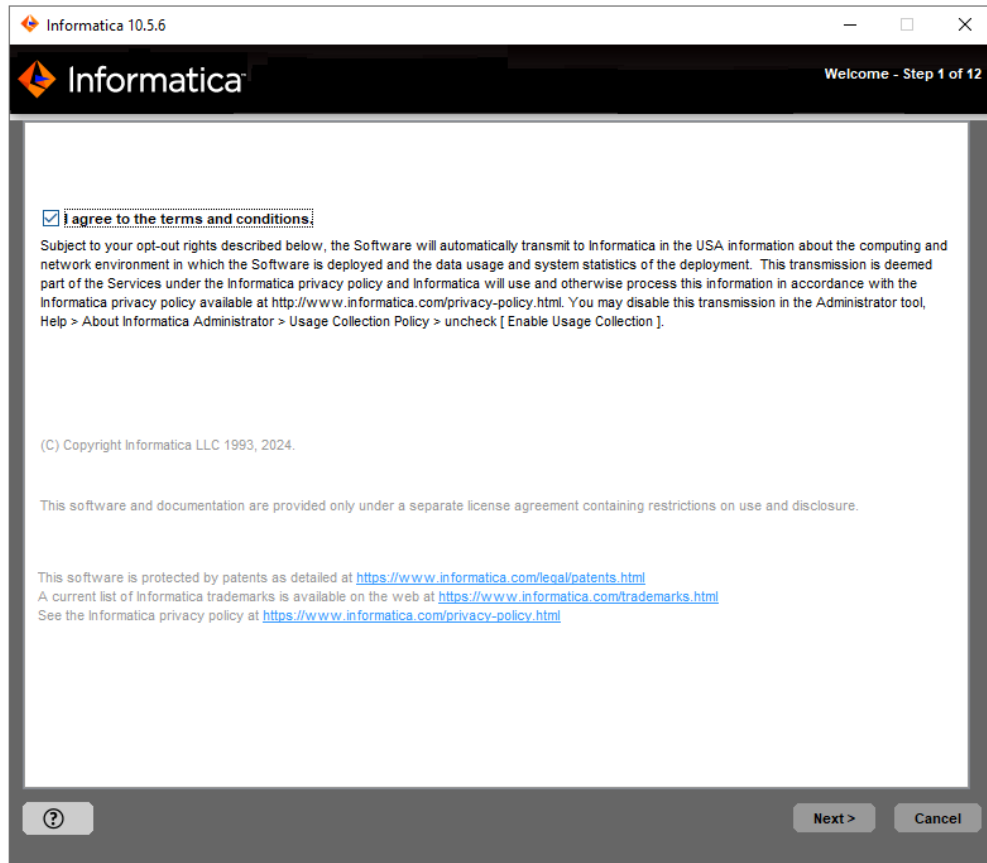 Informatica 10.5.6
Informatica
Welcome - Step 1 of 12
I agree to the terms and conditions.
Subject to your opt-out rights described below, the Software will automatically transmit to Informatica in the USA information about the computing and
network environment in which the Software is deployed and the data usage and system statistics of the deployment.  This transmission is deemed
part of the Services under the Informatica privacy policy and Informatica will use and otherwise process this information in accordance with the
Informatica privacy policy available at http://www.informatica.com/privacy-policy.html. You may disable this transmission in the Administrator tool,
Help > About Informatica Administrator > Usage Collection Policy > uncheck [ Enable Usage Collection ].
(C) Copyright Informatica LLC 1993, 2024.
This software and documentation are provided only under a separate license agreement containing restrictions on use and disclosure.
This software is protected by patents as detailed at https://www.informatica.com/legal/patents.html
A current list of Informatica trademarks is available on the web at https://www.informatica.com/trademarks.html
See the Informatica privacy policy at https://www.informatica.com/privacy-policy.html
Next >
Cancel